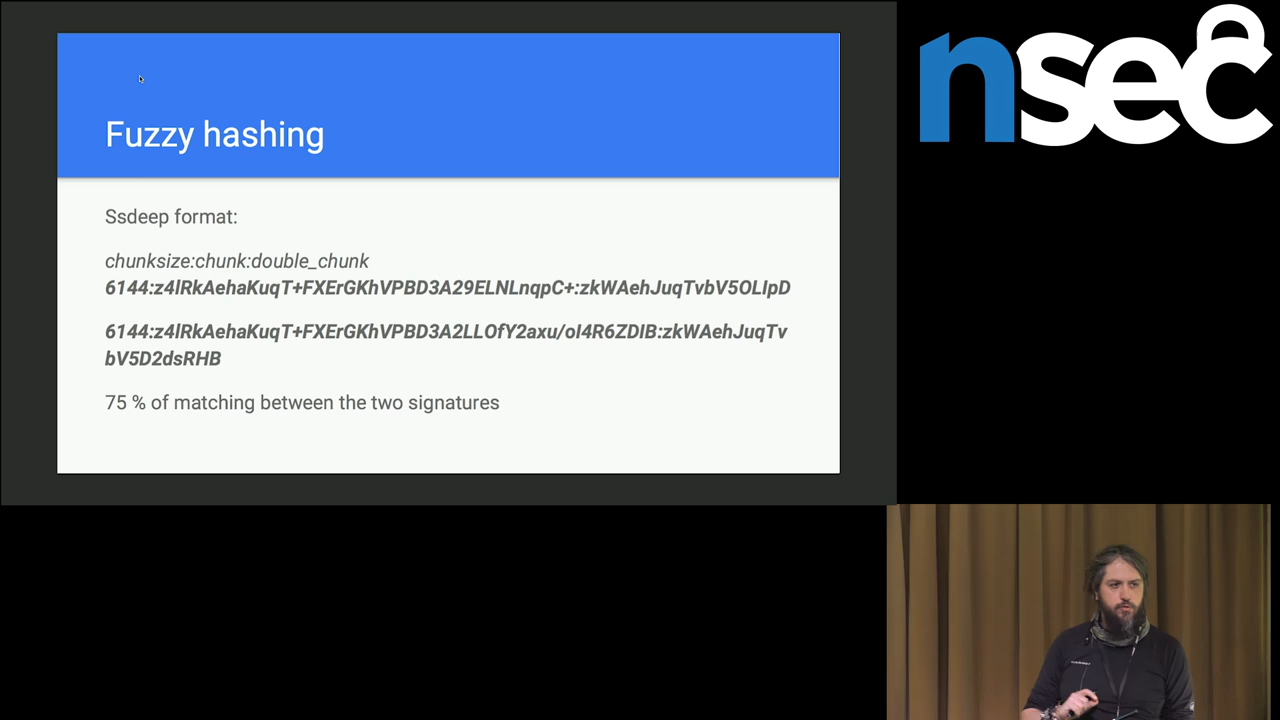 nsec
Fuzzy hashing
Ssdeep format:
chunksize:chunk:double_chunk
6144:z4lRkAehaKuqT+FXErGKhVPBD3A29ELNLnqpC+:zkWAehJuqTvbV5OLIpD
6144:z4lRkAehaKuqT+FXErGKhVPBD3A2LLOfY2axu/oI4R6ZDIB:zkWAehJuqTv
bV5D2dsRHB
75 % of matching between the two signatures